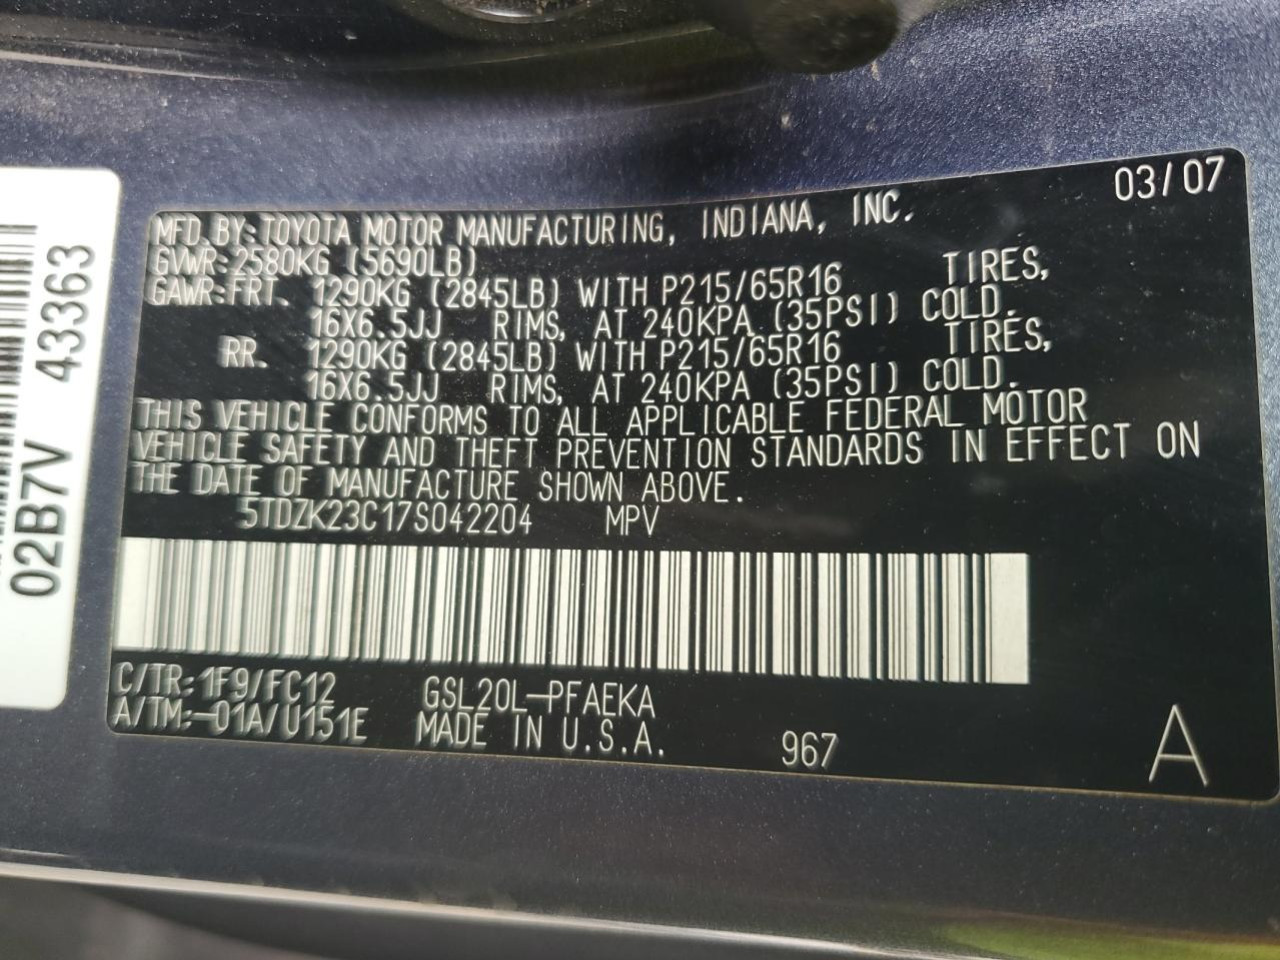 03/07
MFD. BY: TOYOTA MOTOR MANUFACTURING, INDIANA, INC.
GVWR: 2580KG (5690LB)
GAWR: FRT. 1290KG (2845LB) WITH P215/65R16 TIRES,
16X6.5JJ RIMS, AT 240KPA (35PSI) COLD.
RR. 1290KG (2845LB) WITH P215/65R16 TIRES,
16X6.5JJ RIMS, AT 240KPA (35PSI) COLD.
THIS VEHICLE CONFORMS TO ALL APPLICABLE FEDERAL MOTOR
VEHICLE SAFETY AND THEFT PREVENTION STANDARDS IN EFFECT ON
THE DATE OF MANUFACTURE SHOWN ABOVE.
5TDZK23C17S042204 MPV
C/TR: 1F9/FC12 GSL20L-PFAEKA
A/TM: -01A/U151E MADE IN U.S.A. 967 A
02B7V 43363